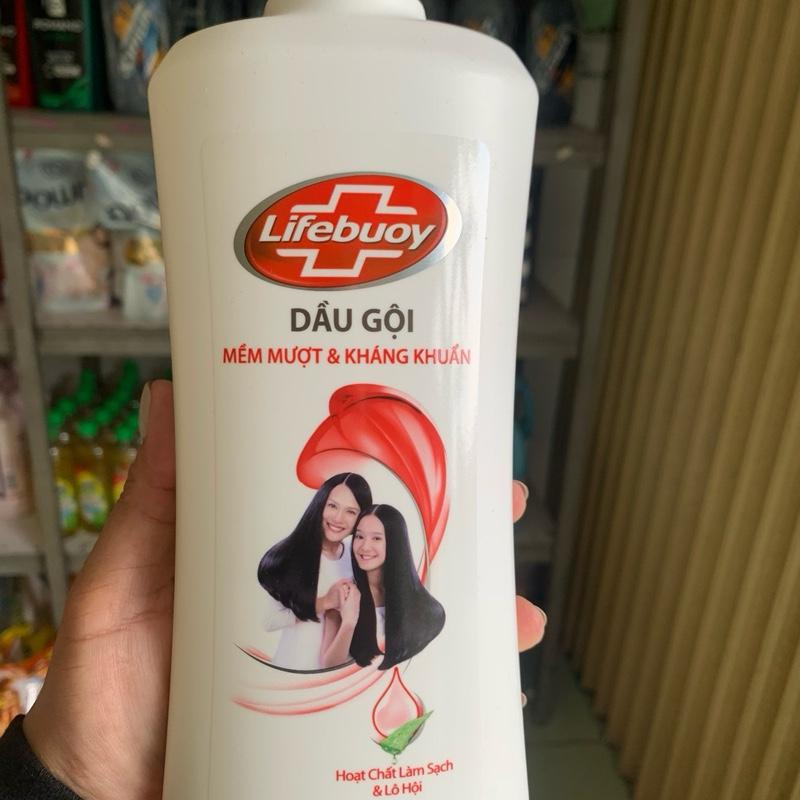 Lifebuoy
DẦU GỘI
MỀM MƯỢT & KHÁNG KHUẨN
Hoạt Chất Làm Sạch
& Lô Hội